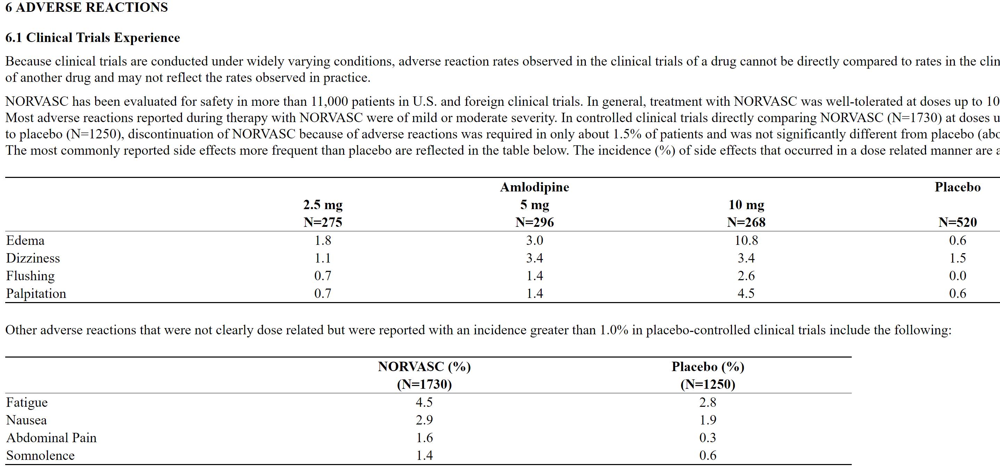 6 ADVERSE REACTIONS
6.1 Clinical Trials Experience
Because clinical trials are conducted under widely varying conditions, adverse reaction rates observed in the clinical trials of a drug cannot be directly compared to rates in the
of another drug and may not reflect the rates observed in practice.
NORVASC has been evaluated for safety in more than 11,000 patients in U.S. and foreign clinical trials. In general, treatment with NORVASC was well-tolerated at doses up to 10
Most adverse reactions reported during therapy with NORVASC were of mild or moderate severity. In controlled clinical trials directly comparing NORVASC (N=1730) at doses
to placebo (N=1250), discontinuation of NORVASC because of adverse reactions was required in only about 1.5% of patients and was not significantly different from placebo
The most commonly reported side effects more frequent than placebo are reflected in the table below. The incidence (%) of side effects that occurred in a dose related manner are
Amlodipine Placebo
2.5 mg 5 mg 10 mg
N=275 N=296 N=268 N=520
Edema 1.8 3.0 10.8 0.6
Dizziness 1.1 3.4 3.4 1.5
Flushing 0.7 1.4 2.6 0.0
Palpitation 0.7 1.4 4.5 0.6
Other adverse reactions that were not clearly dose related but were reported with an incidence greater than 1.0% in placebo-controlled clinical trials include the following:
NORVASC (%) Placebo (%)
(N=1730) (N=1250)
Fatigue 4.5 2.8
Nausea 2.9 1.9
Abdominal Pain 1.6 0.3
Somnolence 1.4 0.6